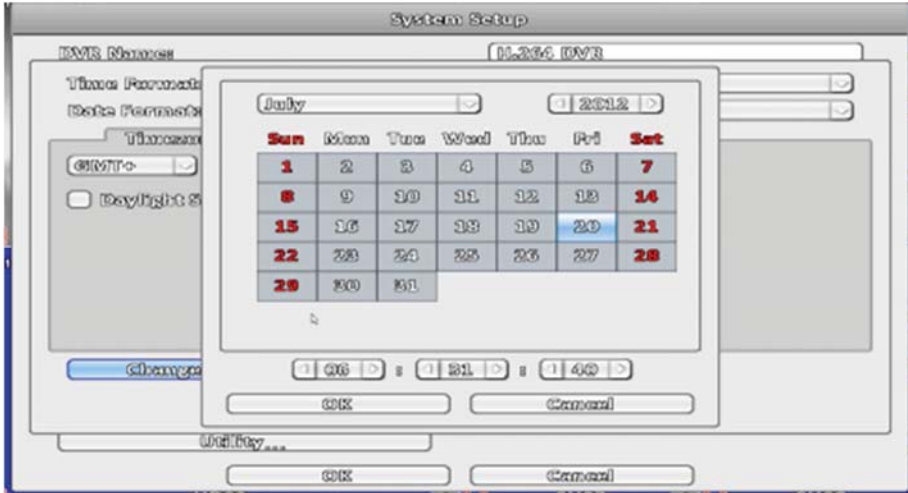 System Setup
DVR Name: H.264 DVR
Time Format:
Date Format:
July 2012
GMT+
Daylight S
Sun Mon Tue Wed Thu Fri Sat
1 2 3 4 5 6 7
8 9 10 11 12 13 14
15 16 17 18 19 20 21
22 23 24 25 26 27 28
29 30 31
Change
06 : 31 : 40
OK Cancel
Utility...
OK Cancel